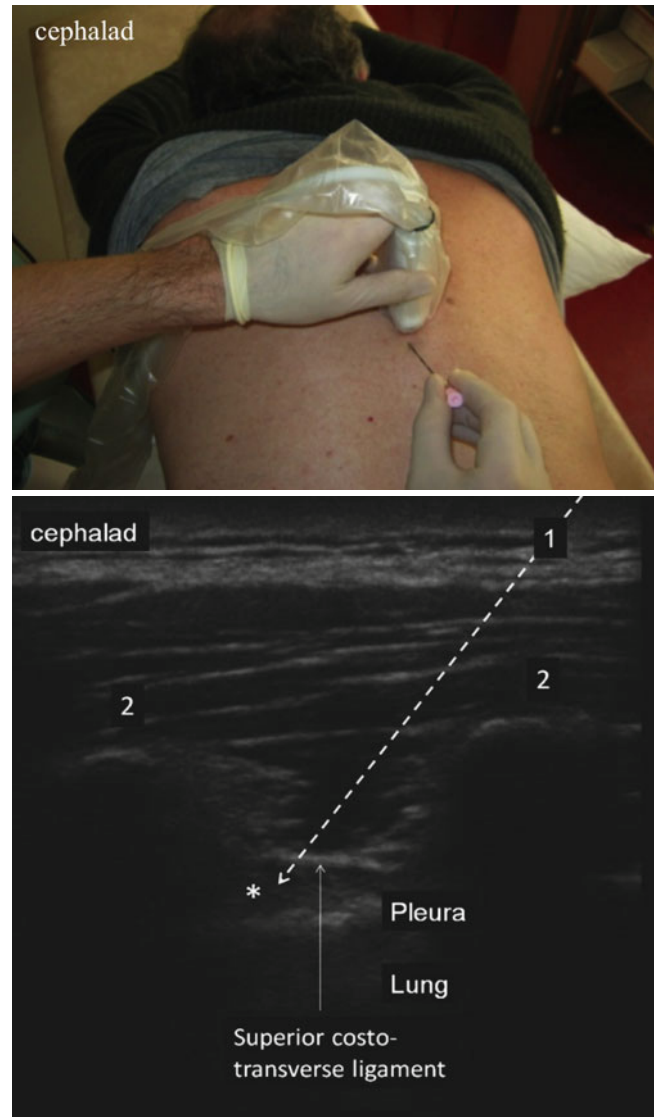 cephalad
cephalad
1
2
2
*
Pleura
Lung
Superior costo-
transverse ligament